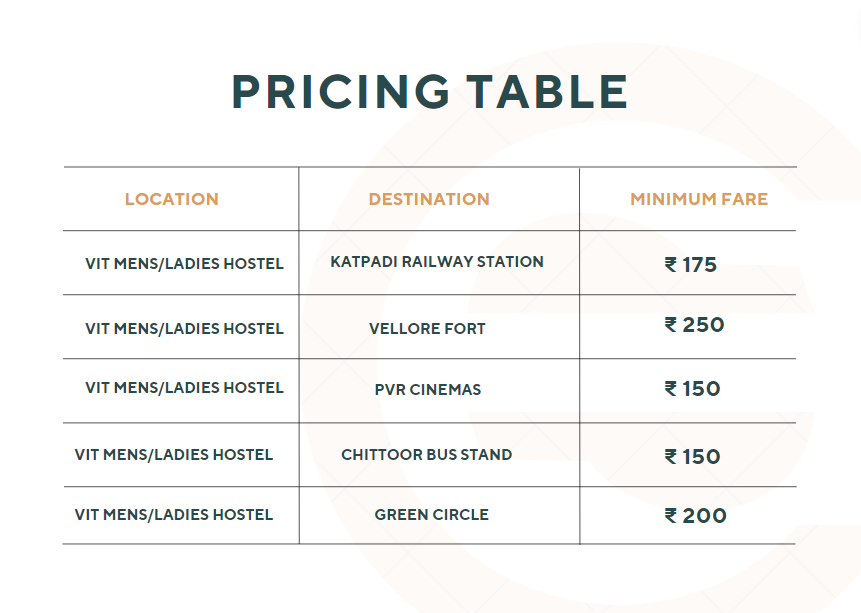 PRICING TABLE
LOCATION DESTINATION MINIMUM FARE
VIT MENS/LADIES HOSTEL KATPADI RAILWAY STATION ₹ 175
VIT MENS/LADIES HOSTEL VELLORE FORT ₹ 250
VIT MENS/LADIES HOSTEL PVR CINEMAS ₹ 150
VIT MENS/LADIES HOSTEL CHITTOOR BUS STAND ₹ 150
VIT MENS/LADIES HOSTEL GREEN CIRCLE ₹ 200